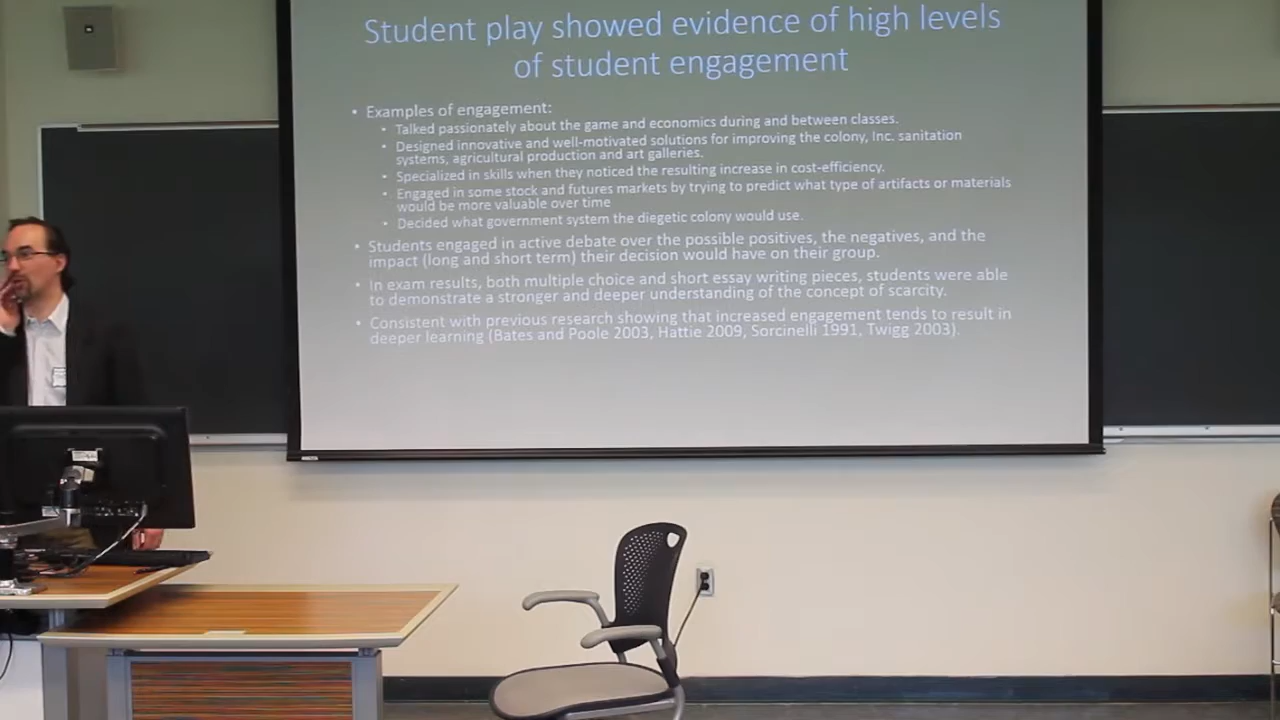 Student play showed evidence of high levels
of student engagement
• Examples of engagement:
• Talked passionately about the game and economics during and between classes.
• Designed innovative and well-motivated solutions for improving the colony, Inc. sanitation
systems, agricultural production and art galleries.
• Specialized in skills when they noticed the resulting increase in cost-efficiency.
• Engaged in some stock and futures markets by trying to predict what type of artifacts or materials
would be more valuable over time
• Decided what government system the diegetic colony would use.
• Students engaged in active debate over the possible positives, the negatives, and the
impact (long and short term) their decision would have on their group.
• In exam results, both multiple choice and short essay writing pieces, students were able
to demonstrate a stronger and deeper understanding of the concept of scarcity.
• Consistent with previous research showing that increased engagement tends to result in
deeper learning (Bates and Poole 2003, Hattie 2009, Sorcinelli 1991, Twigg 2003).